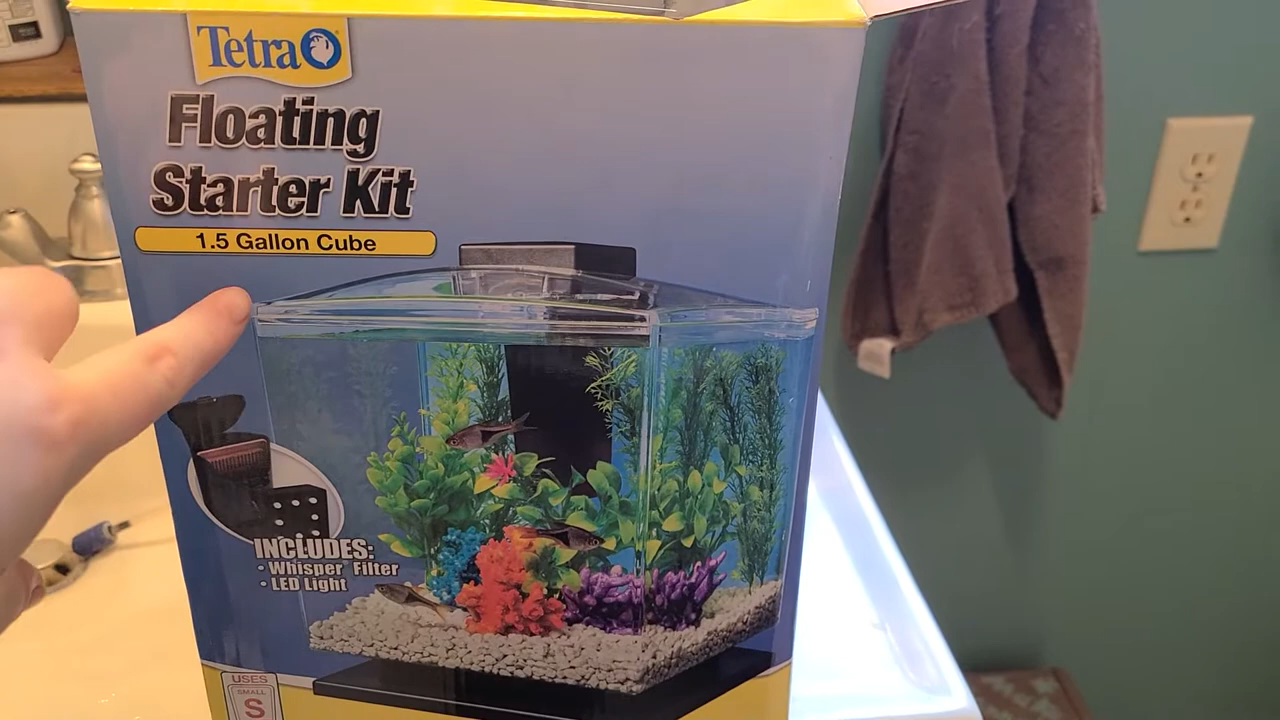 Tetra
Floating
Starter Kit
1.5 Gallon Cube
INCLUDES:
• Whisper Filter
• LED Light
USES
SMALL
S